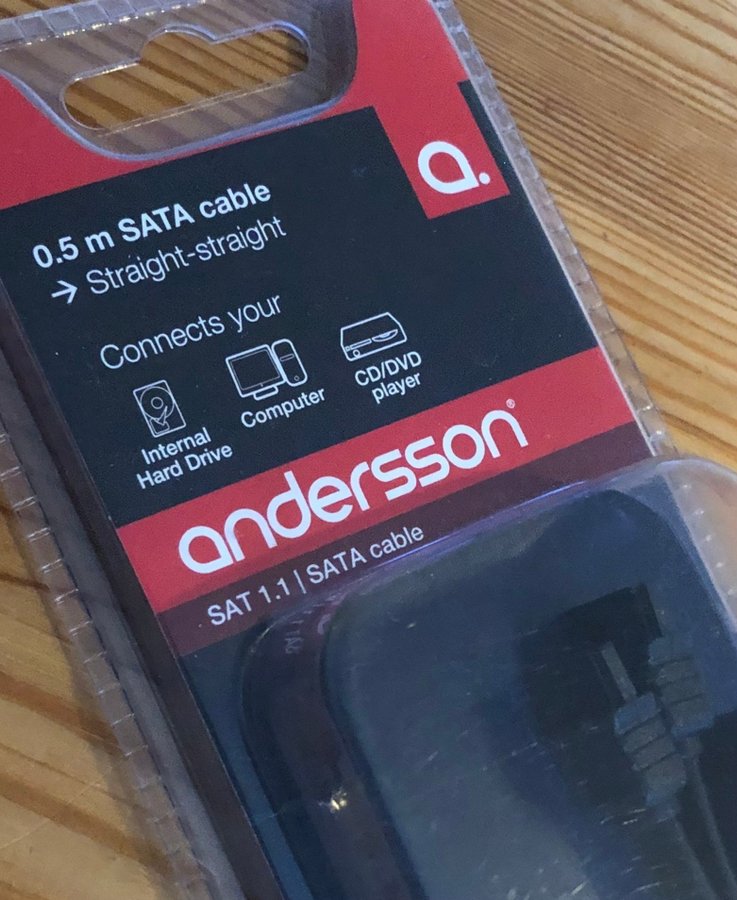 a.
0.5 m SATA cable
→ Straight-straight
Connects your
Internal
Hard Drive
Computer
CD/DVD
player
andersson®
SAT 1.1 | SATA cable